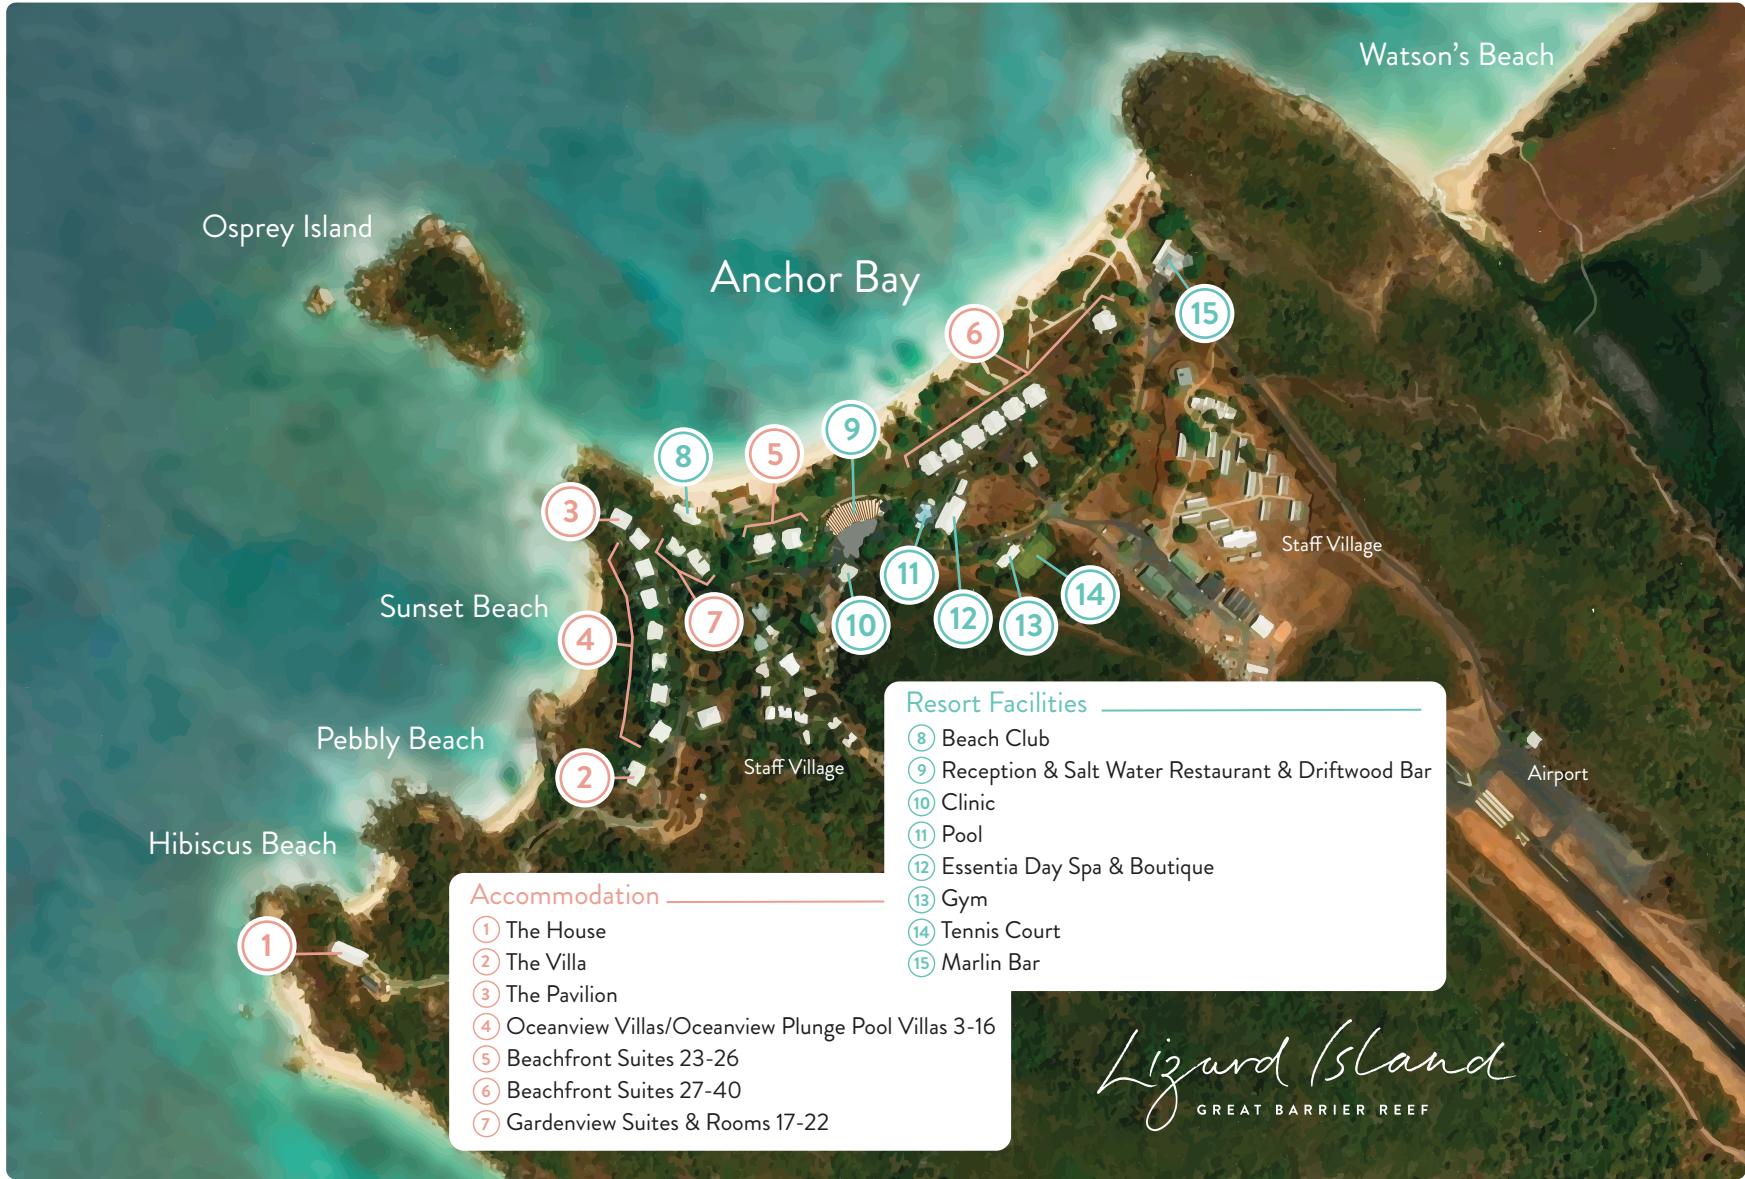 Watson's Beach
Osprey Island
Anchor Bay
6
15
9
8
5
3
Staff Village
11
14
Sunset Beach
7
10
12
13
4
Pebbly Beach
2
Staff Village
Airport
Hibiscus Beach
1
Resort Facilities
8 Beach Club
9 Reception & Salt Water Restaurant & Driftwood Bar
10 Clinic
11 Pool
12 Essentia Day Spa & Boutique
13 Gym
14 Tennis Court
15 Marlin Bar
Accommodation
1 The House
2 The Villa
3 The Pavilion
4 Oceanview Villas/Oceanview Plunge Pool Villas 3-16
5 Beachfront Suites 23-26
6 Beachfront Suites 27-40
7 Gardenview Suites & Rooms 17-22
Lizard Island
GREAT BARRIER REEF